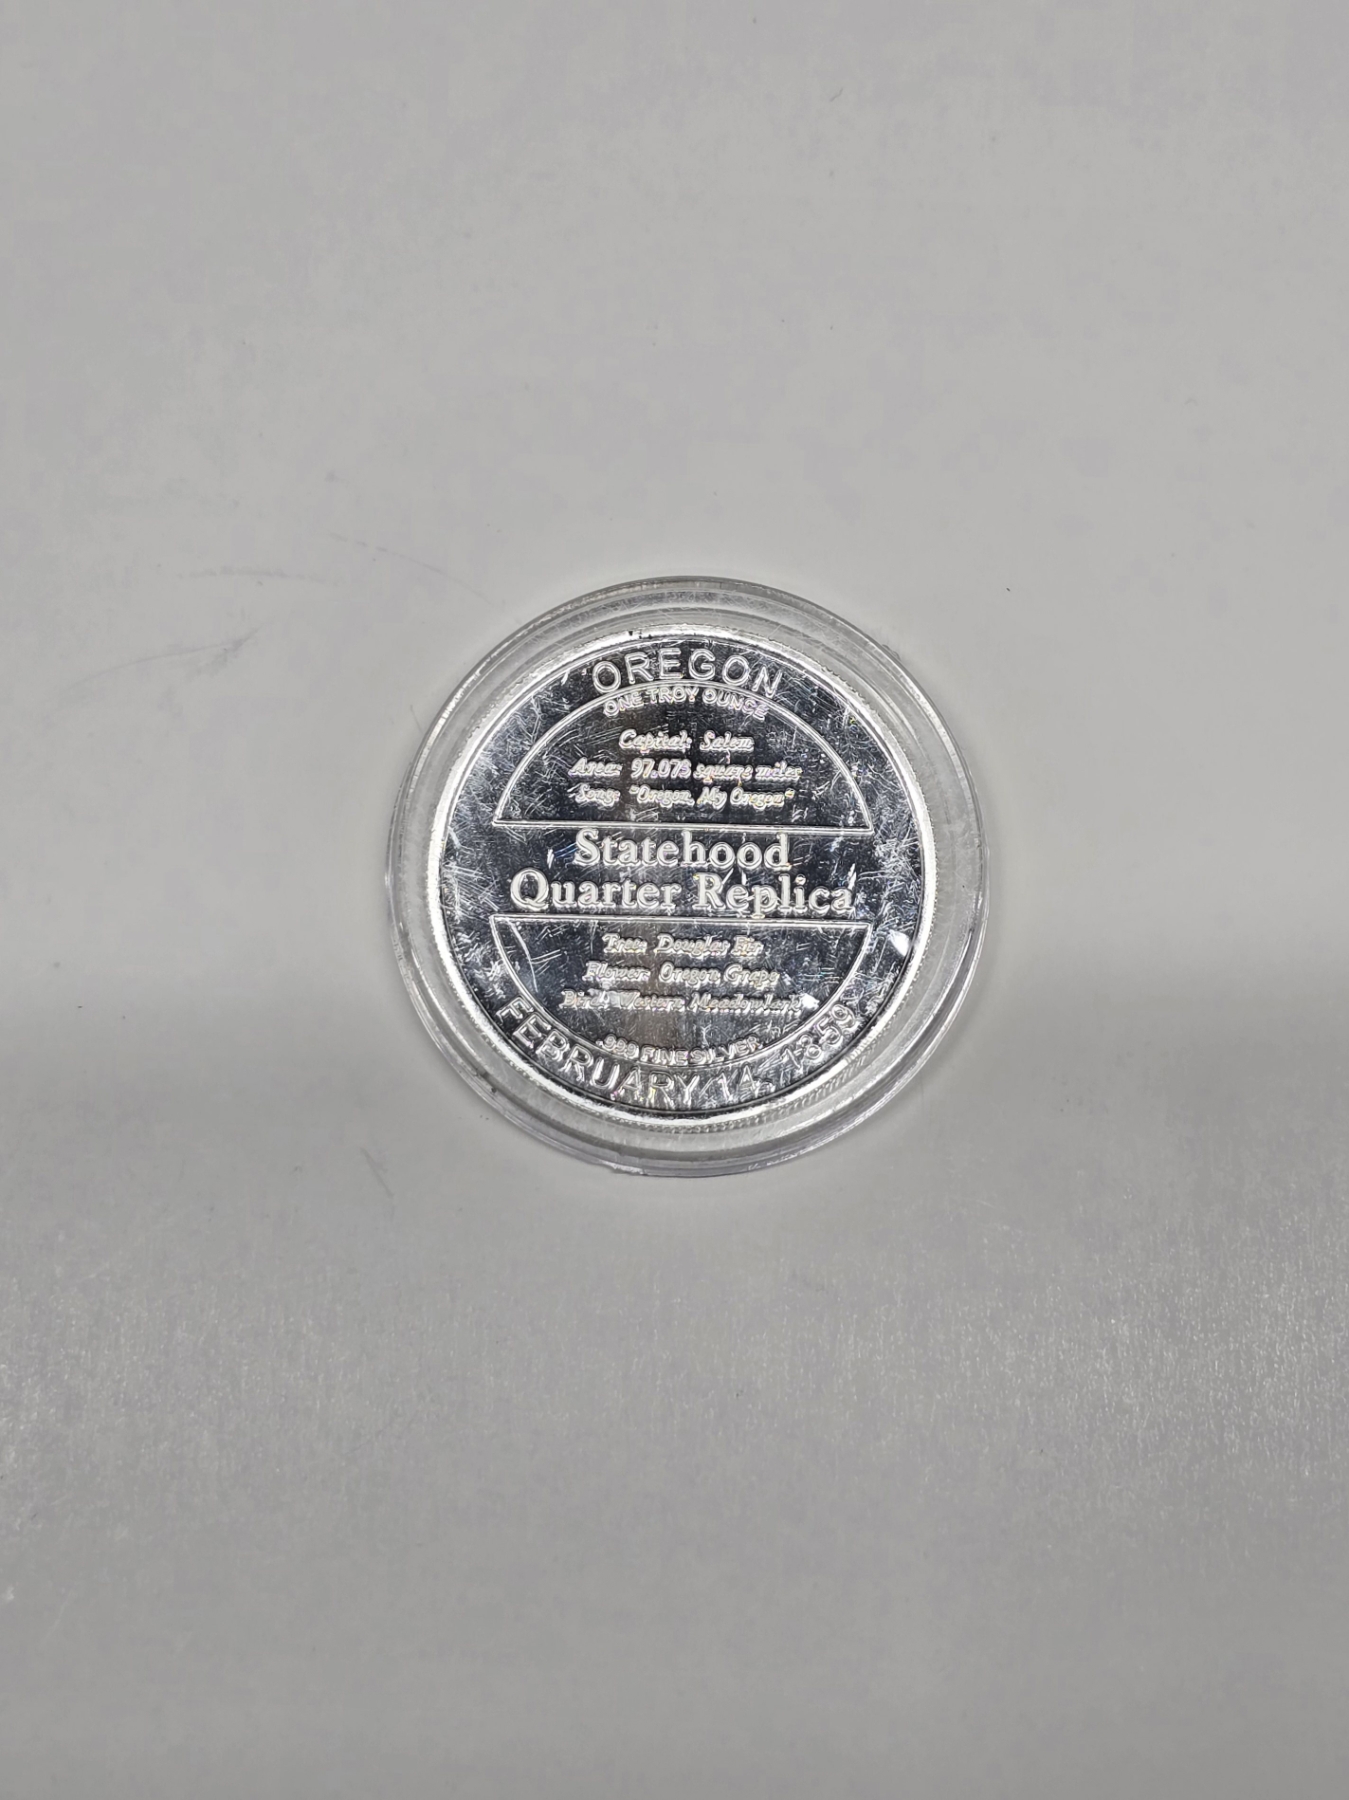 OREGON
ONE TROY OUNCE
Capital: Salem
Area: 97,073 square miles
Song: "Oregon, My Oregon"
Statehood
Quarter Replica
Tree: Douglas Fir
Flower: Oregon Grape
Bird: Western Meadowlark
.999 FINE SILVER
FEBRUARY 14, 1859